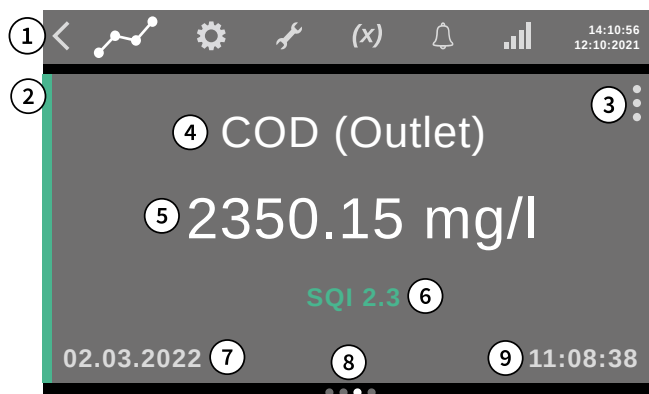 1 (x) 14:10:56
12:10:2021
2
3
4 COD (Outlet)
5 2350.15 mg/l
SQI 2.3 6
02.03.2022 7 8 9 11:08:38